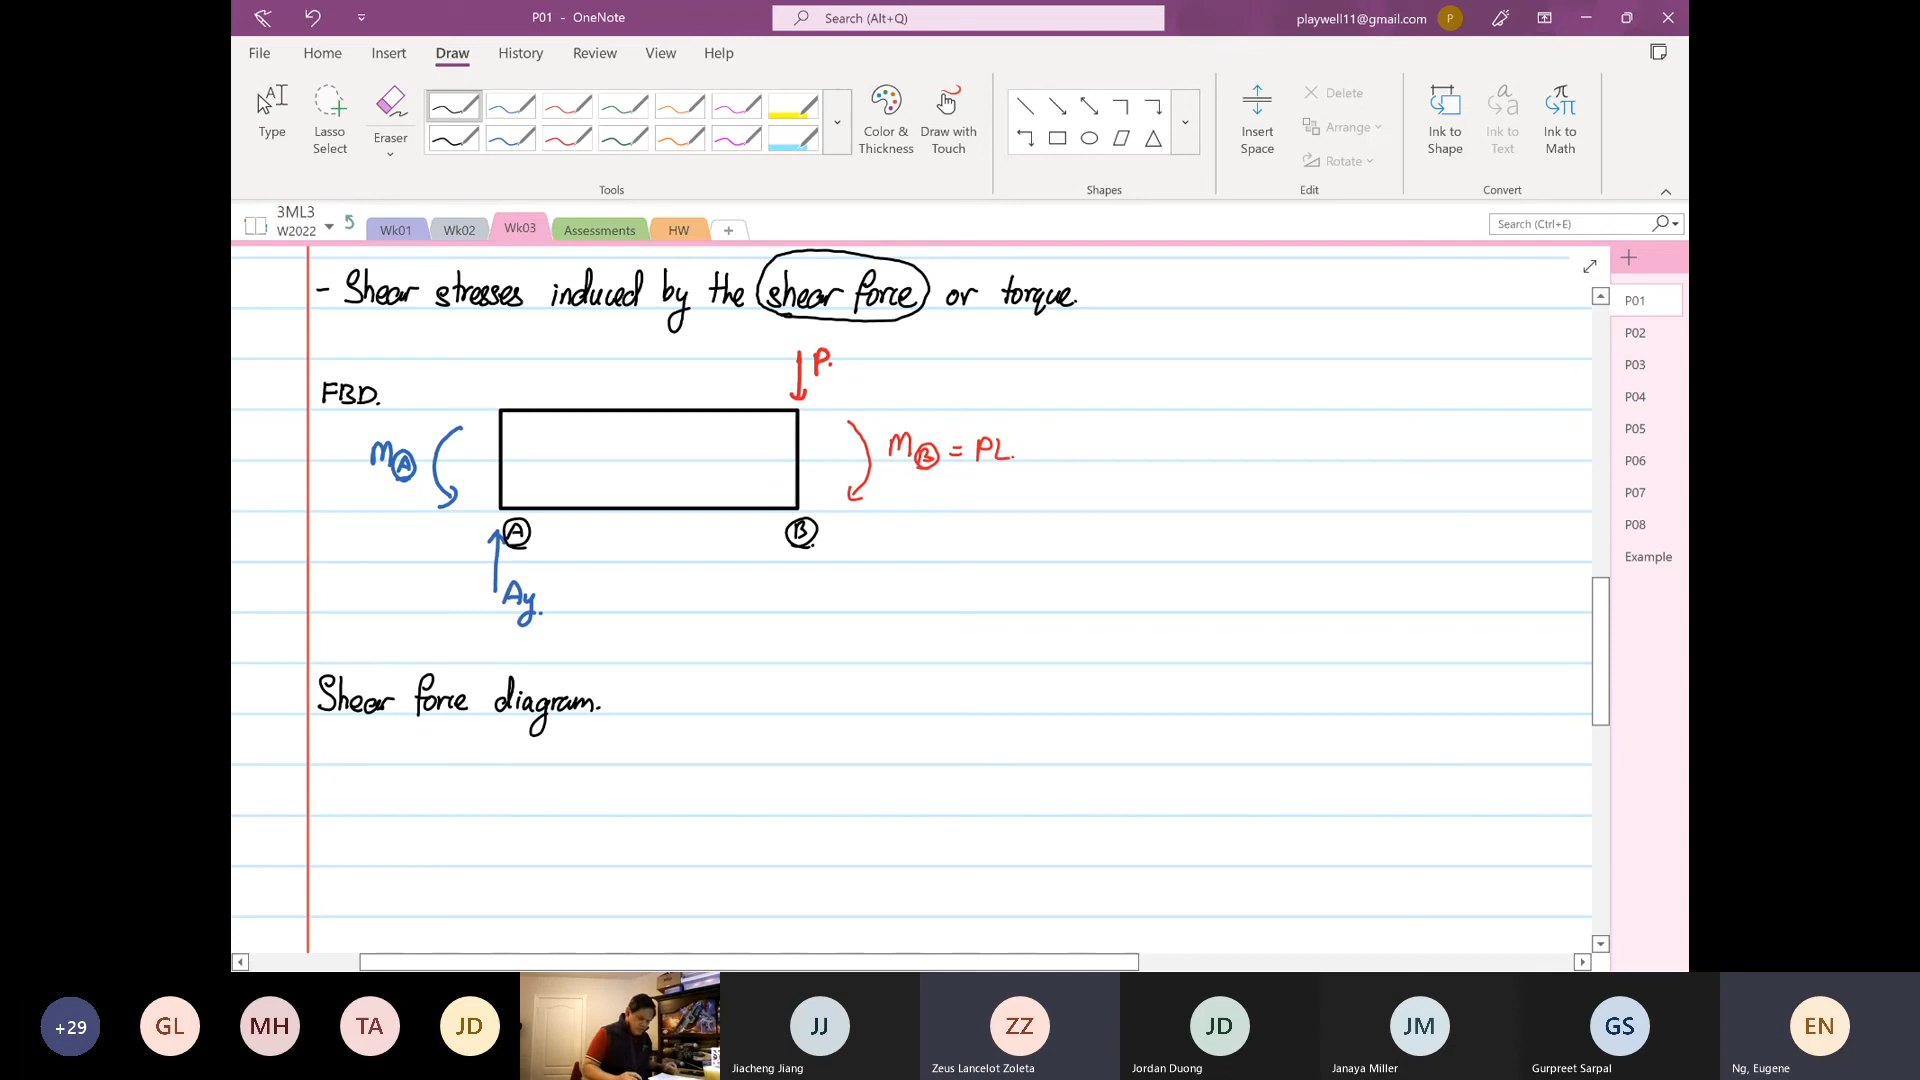 P01 - OneNote
Search (Alt+Q)
playwell11@gmail.com
P
File
Home
Insert
Draw
History
Review
View
Help
Type
Lasso Select
Eraser
Color & Thickness
Draw with Touch
Insert Space
Delete
Arrange
Rotate
Ink to Shape
Ink to Text
Ink to Math
Tools
Shapes
Edit
Convert
3ML3 W2022
Wk01
Wk02
Wk03
Assessments
HW
Search (Ctrl+E)
- Shear stresses induced by the shear force or torque.
P.
FBD.
M Ⓐ
M Ⓑ = PL.
Ⓐ
Ⓑ
Ay.
Shear force diagram.
P01
P02
P03
P04
P05
P06
P07
P08
Example
+29
GL
MH
TA
JD
JJ
Jiacheng Jiang
ZZ
Zeus Lancelot Zoleta
JD
Jordan Duong
JM
Janaya Miller
GS
Gurpreet Sarpal
EN
Ng, Eugene